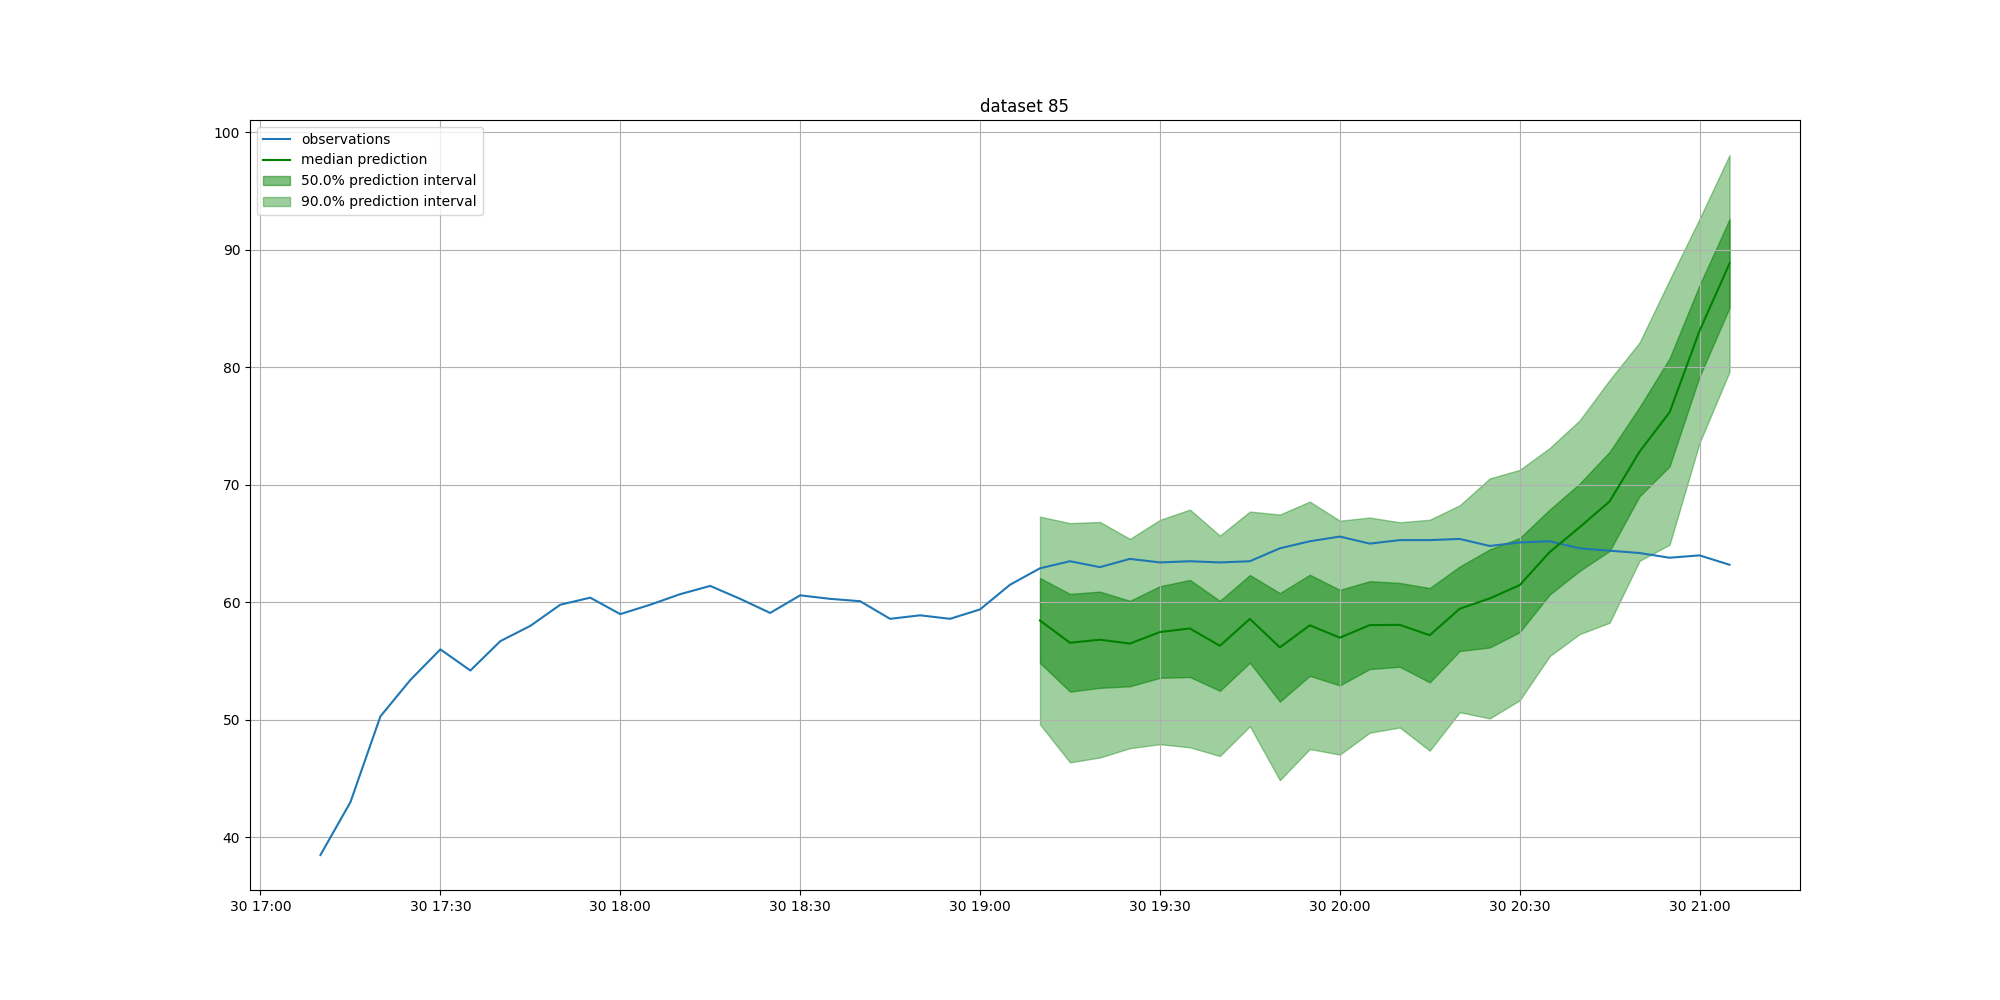 dataset 85
observations
median prediction
50.0% prediction interval
90.0% prediction interval
100
90
80
70
60
50
40
30 17:00 30 17:30 30 18:00 30 18:30 30 19:00 30 19:30 30 20:00 30 20:30 30 21:00